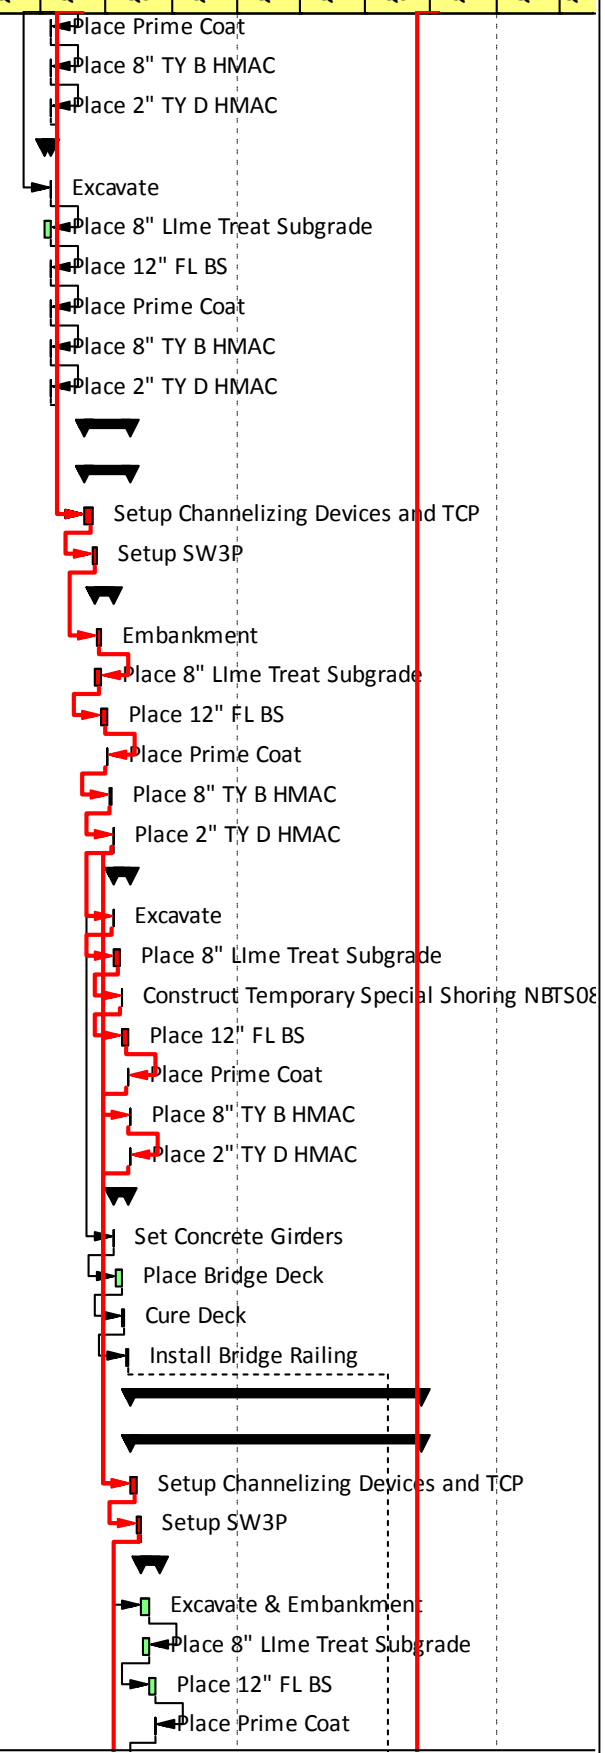 Place Prime Coat
Place 8" TY B HMAC
Place 2" TY D HMAC
Excavate
Place 8" LIme Treat Subgrade
Place 12" FL BS
Place Prime Coat
Place 8" TY B HMAC
Place 2" TY D HMAC
Setup Channelizing Devices and TCP
Setup SW3P
Embankment
Place 8" LIme Treat Subgrade
Place 12" FL BS
Place Prime Coat
Place 8" TY B HMAC
Place 2" TY D HMAC
Excavate
Place 8" LIme Treat Subgrade
Construct Temporary Special Shoring NBTS08
Place 12" FL BS
Place Prime Coat
Place 8" TY B HMAC
Place 2" TY D HMAC
Set Concrete Girders
Place Bridge Deck
Cure Deck
Install Bridge Railing
Setup Channelizing Devices and TCP
Setup SW3P
Excavate & Embankment
Place 8" LIme Treat Subgrade
Place 12" FL BS
Place Prime Coat